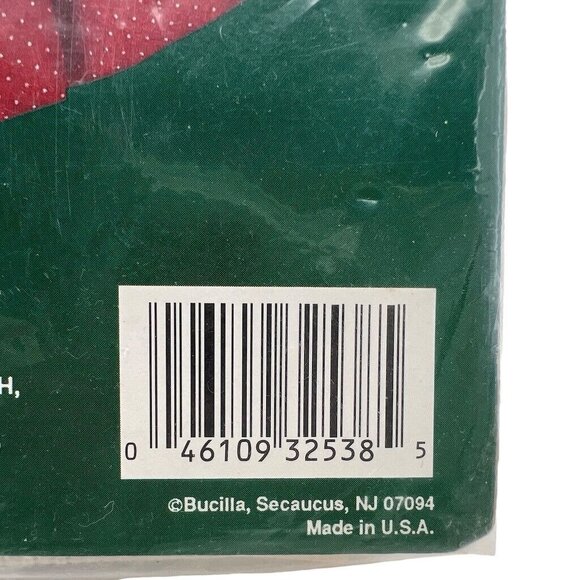 H,
0 46109 32538 5
©Bucilla, Secaucus, NJ 07094
Made in U.S.A.